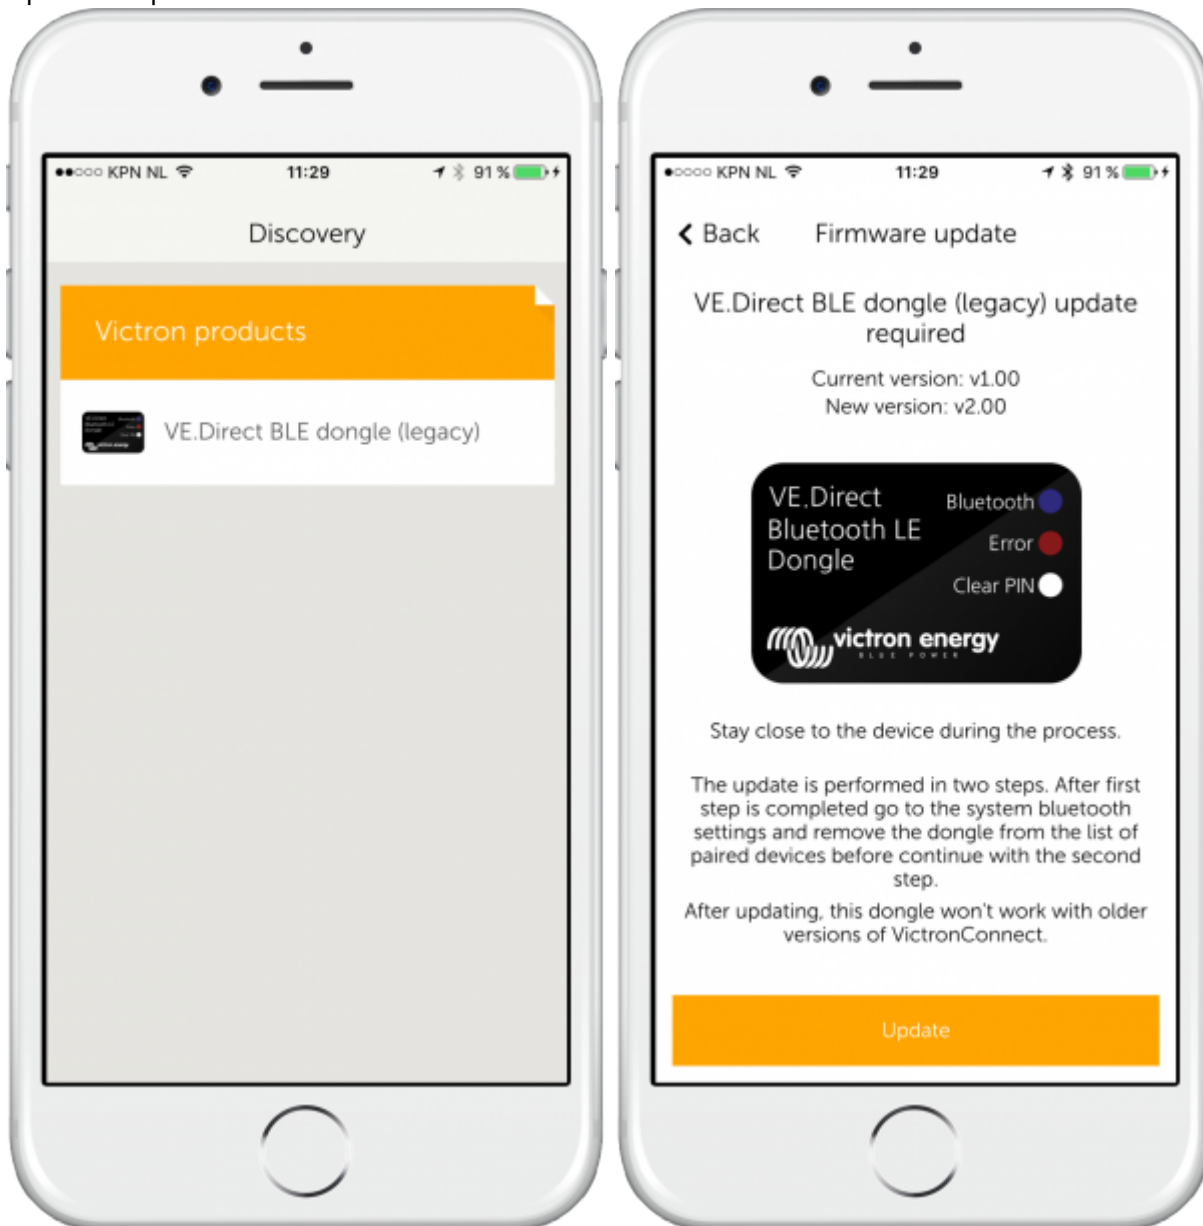 KPN NL 11:29 91 %
Discovery
Victron products
VE.Direct BLE dongle (legacy)
KPN NL 11:29 91 %
Back Firmware update
VE.Direct BLE dongle (legacy) update
required
Current version: v1.00
New version: v2.00
VE.Direct
Bluetooth LE
Dongle
Bluetooth
Error
Clear PIN
victron energy
BLUE POWER
Stay close to the device during the process.
The update is performed in two steps. After first
step is completed go to the system bluetooth
settings and remove the dongle from the list of
paired devices before continue with the second
step.
After updating, this dongle won't work with older
versions of VictronConnect.
Update